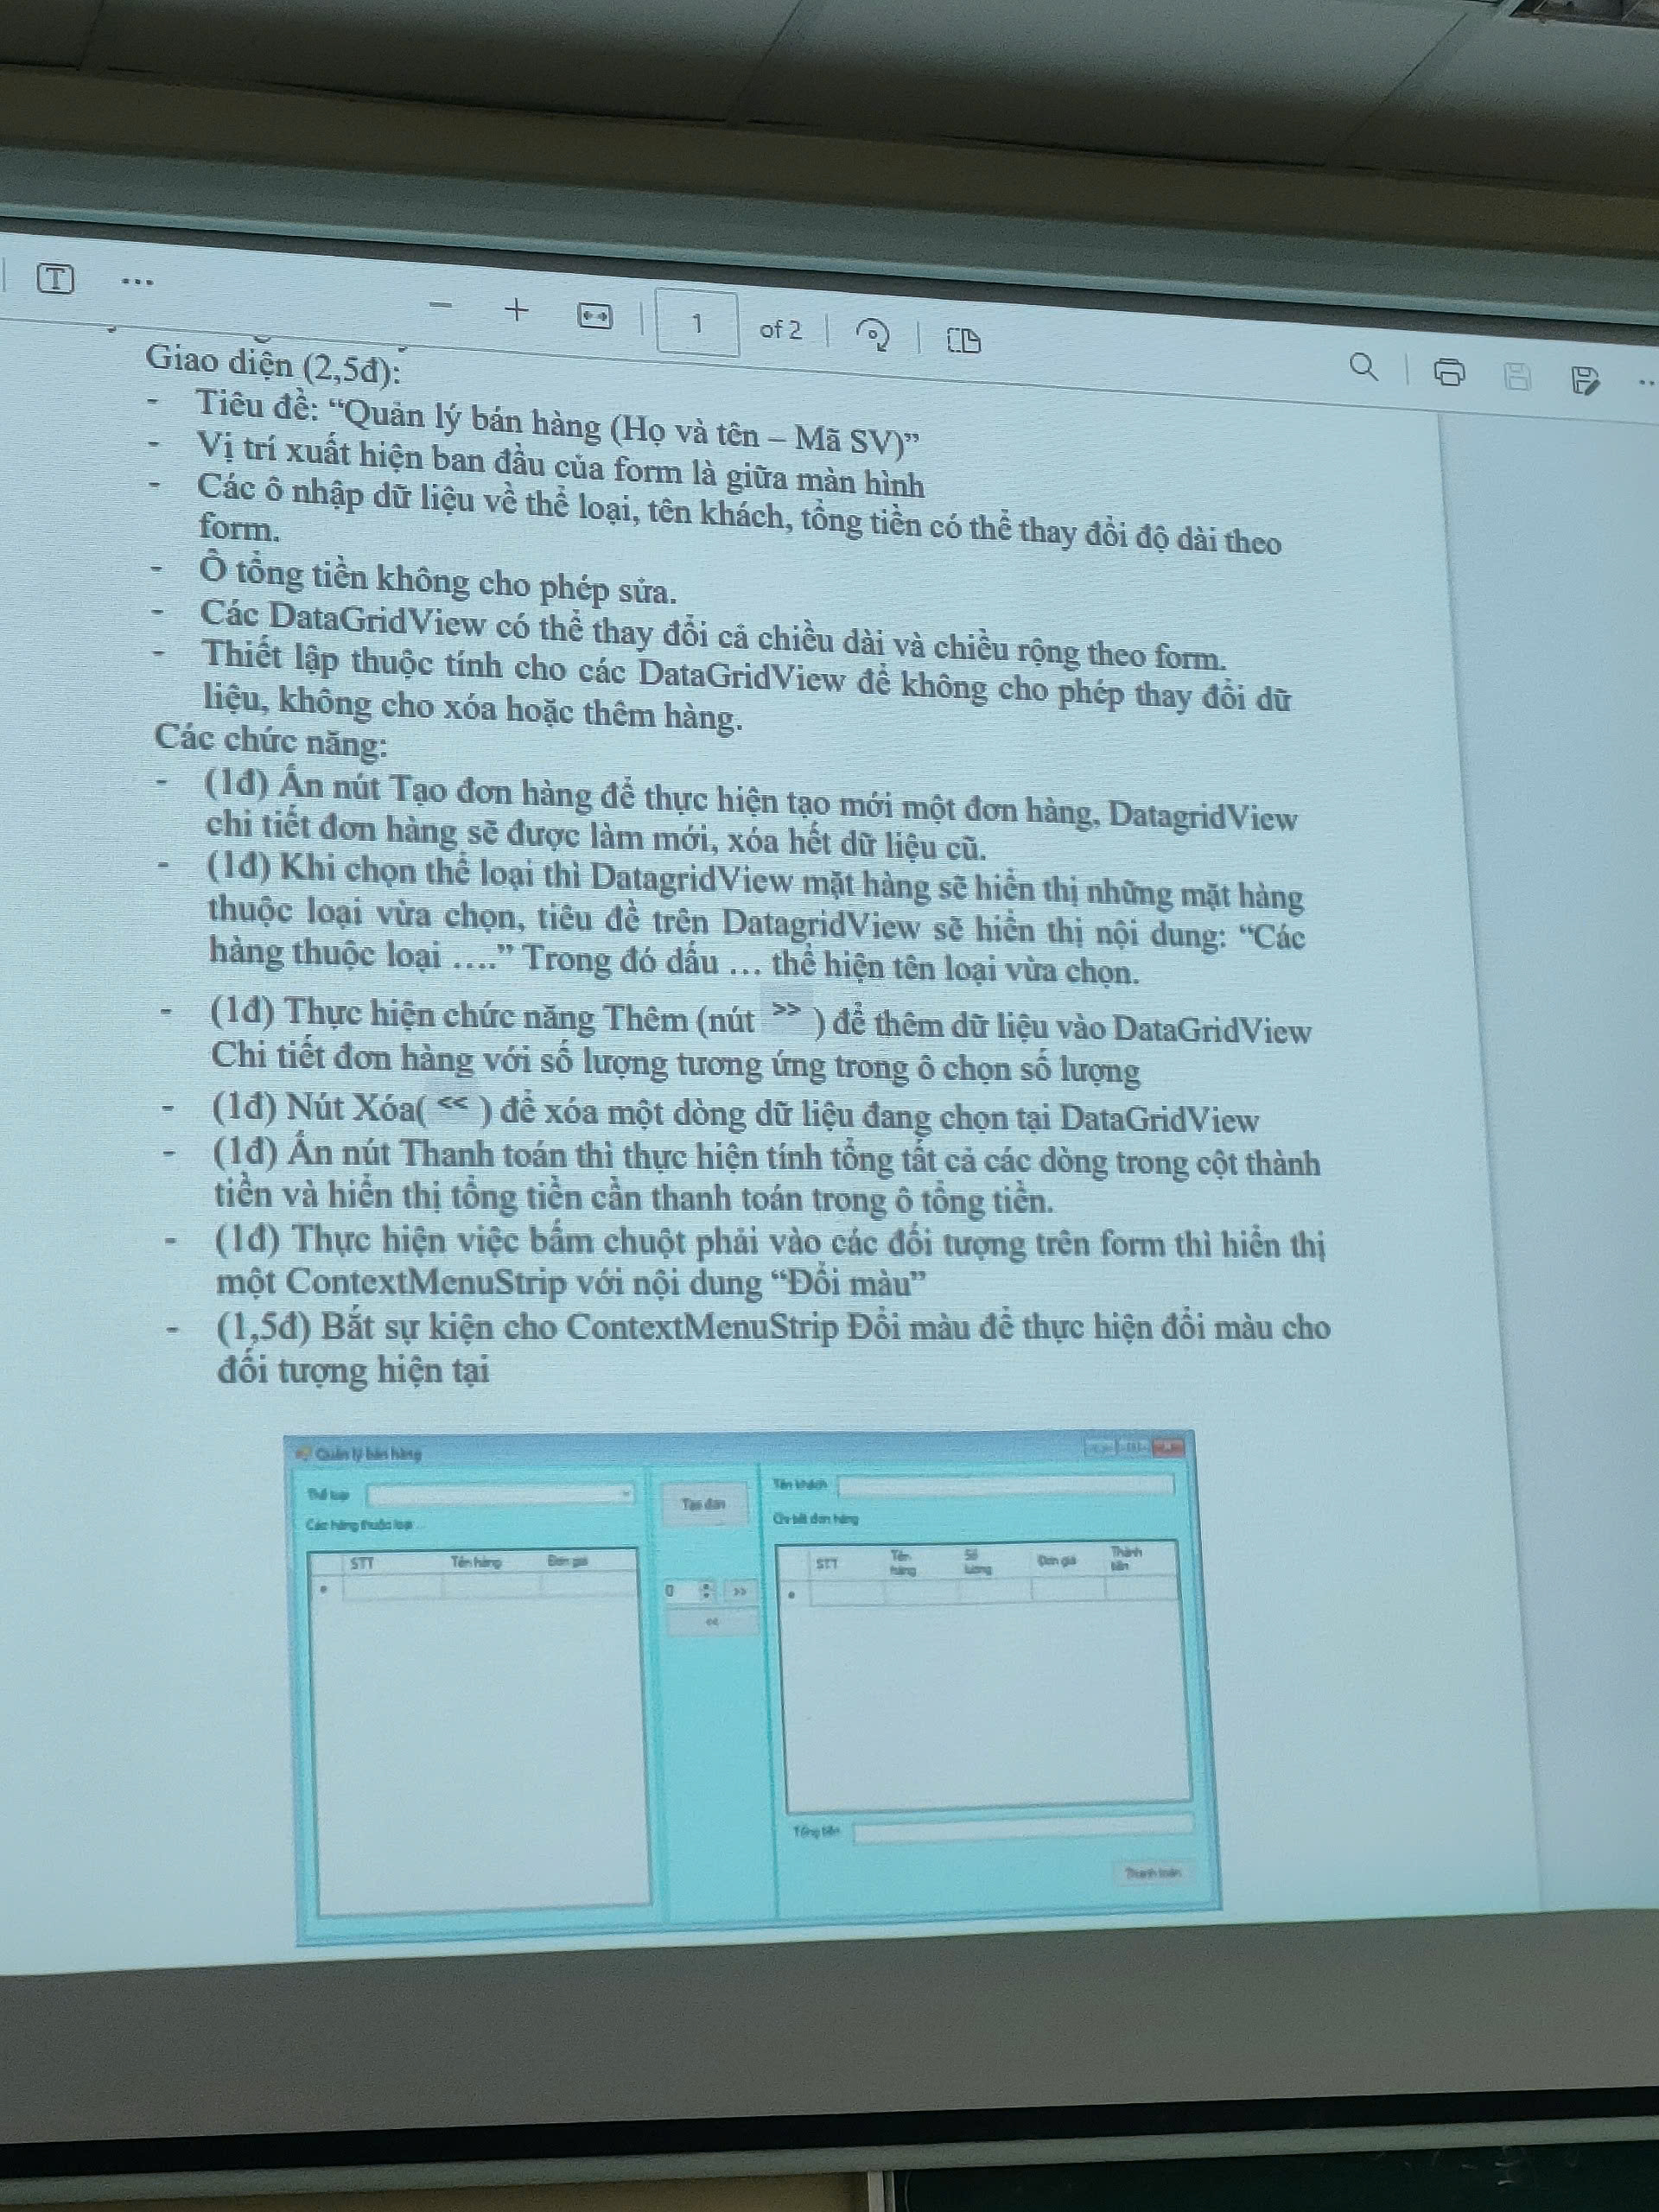 T ...
1 of 2
Giao diện (2,5đ):
- Tiêu đề: “Quản lý bán hàng (Họ và tên – Mã SV)”
- Vị trí xuất hiện ban đầu của form là giữa màn hình
- Các ô nhập dữ liệu về thể loại, tên khách, tổng tiền có thể thay đổi độ dài theo
form.
- Ô tổng tiền không cho phép sửa.
- Các DataGridView có thể thay đổi cả chiều dài và chiều rộng theo form.
- Thiết lập thuộc tính cho các DataGridView để không cho phép thay đổi dữ
liệu, không cho xóa hoặc thêm hàng.
Các chức năng:
- (1đ) Ấn nút Tạo đơn hàng để thực hiện tạo mới một đơn hàng, DatagridView
chi tiết đơn hàng sẽ được làm mới, xóa hết dữ liệu cũ.
- (1đ) Khi chọn thể loại thì DatagridView mặt hàng sẽ hiển thị những mặt hàng
thuộc loại vừa chọn, tiêu đề trên DatagridView sẽ hiển thị nội dung: “Các
hàng thuộc loại ….” Trong đó dấu … thể hiện tên loại vừa chọn.
- (1đ) Thực hiện chức năng Thêm (nút >> ) để thêm dữ liệu vào DataGridView
Chi tiết đơn hàng với số lượng tương ứng trong ô chọn số lượng
- (1đ) Nút Xóa( << ) để xóa một dòng dữ liệu đang chọn tại DataGridView
- (1đ) Ấn nút Thanh toán thì thực hiện tính tổng tất cả các dòng trong cột thành
tiền và hiển thị tổng tiền cần thanh toán trong ô tổng tiền.
- (1đ) Thực hiện việc bấm chuột phải vào các đối tượng trên form thì hiển thị
một ContextMenuStrip với nội dung “Đổi màu”
- (1,5đ) Bắt sự kiện cho ContextMenuStrip Đổi màu để thực hiện đổi màu cho
đối tượng hiện tại
Quản lý bán hàng
Thể loại
Tạo đơn
Tên khách
Các hàng thuộc loại ...
Chi tiết đơn hàng
STT Tên hàng Đơn giá
STT Tên hàng Số lượng Đơn giá Thành tiền
0 >>
<<
Tổng tiền
Thanh toán